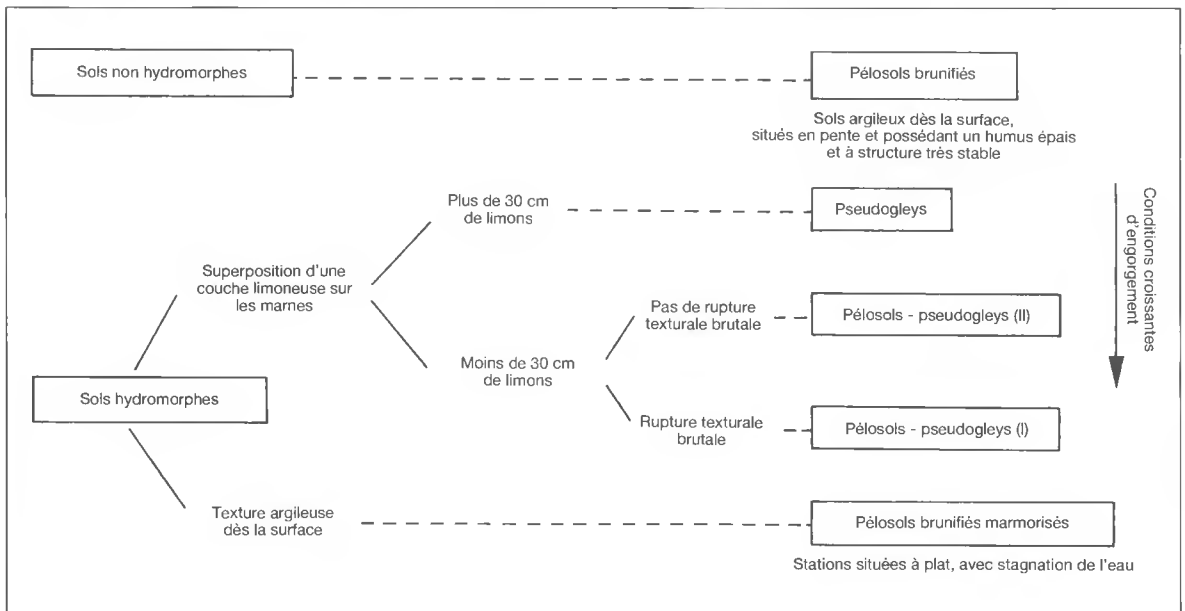 Sols non hydromorphes
Pélosols brunifiés
Sols argileux dès la surface,
situés en pente et possédant un humus épais
et à structure très stable
Plus de 30 cm
de limons
Pseudogleys
Conditions croissantes
d'engorgement
Superposition d'une
couche limoneuse sur
les marnes
Pas de rupture
texturale brutale
Pélosols - pseudogleys (II)
Moins de 30 cm
de limons
Sols hydromorphes
Rupture texturale
brutale
Pélosols - pseudogleys (I)
Texture argileuse
dès la surface
Pélosols brunifiés marmorisés
Stations situées à plat, avec stagnation de l'eau